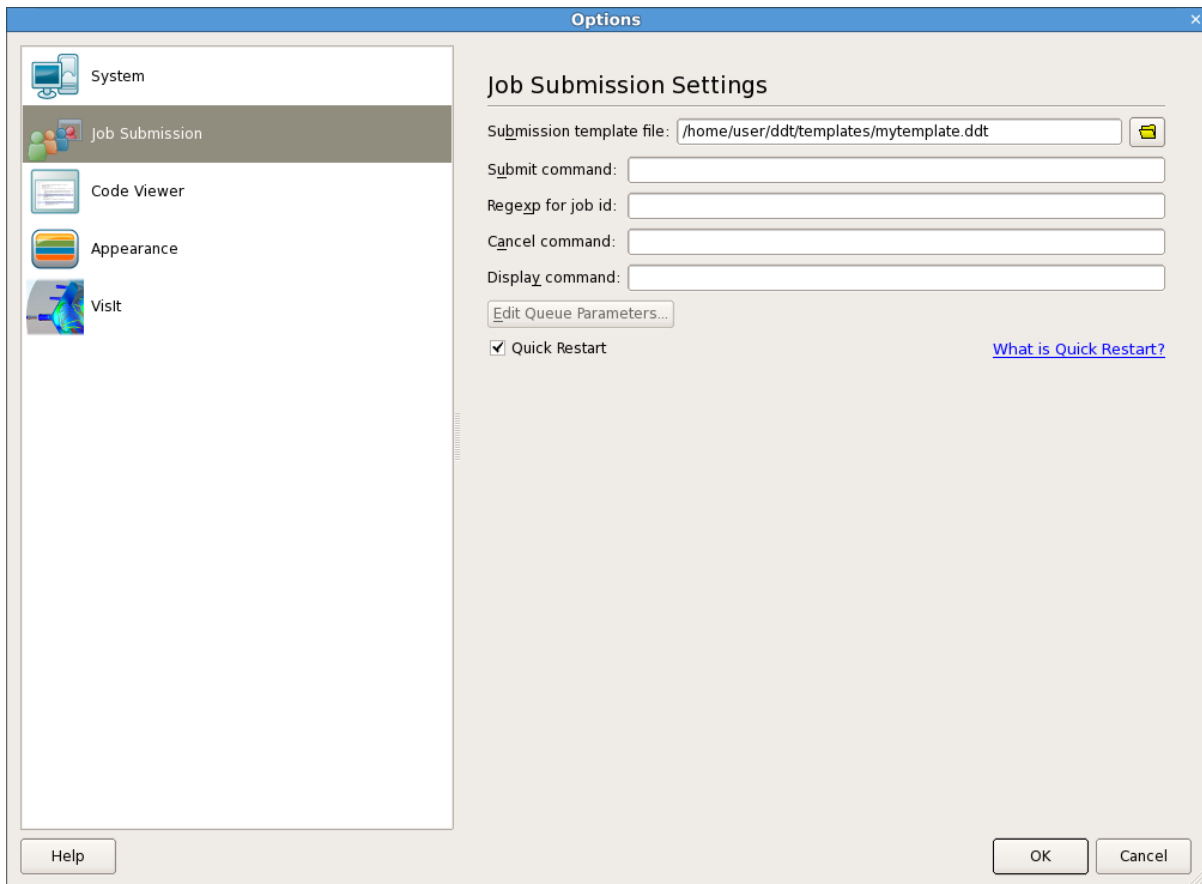 Options
System
Job Submission
Code Viewer
Appearance
VisIt
Job Submission Settings
Submission template file: /home/user/ddt/templates/mytemplate.ddt
Submit command:
Regexp for job id:
Cancel command:
Display command:
Edit Queue Parameters...
Quick Restart What is Quick Restart?
Help OK Cancel